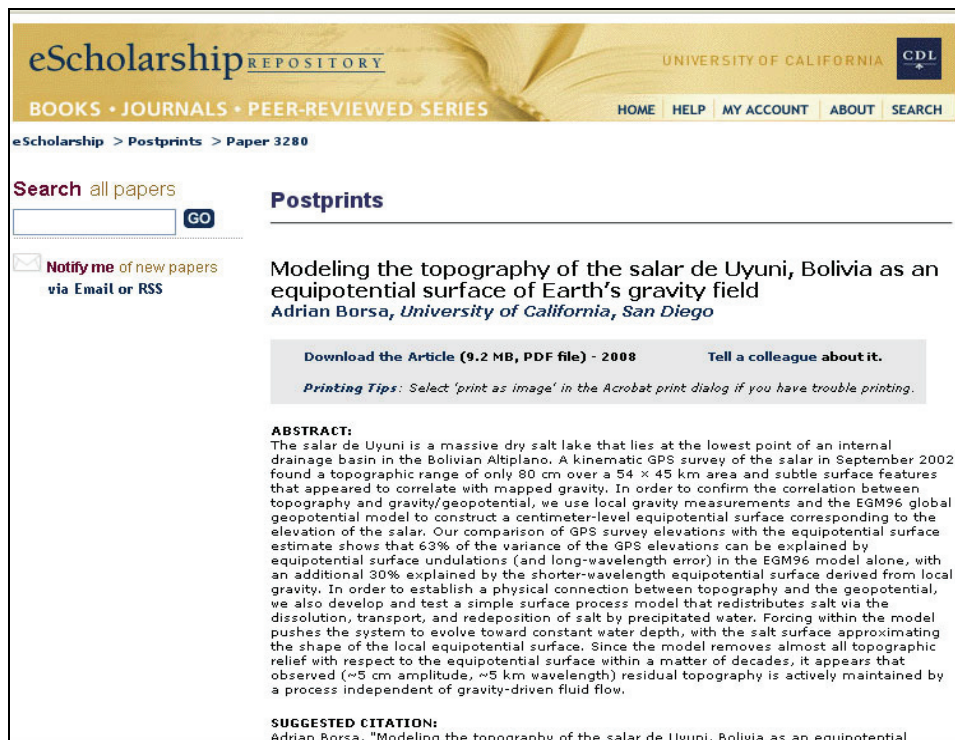 eScholarship REPOSITORY
UNIVERSITY OF CALIFORNIA
CDL
BOOKS • JOURNALS • PEER-REVIEWED SERIES
HOME HELP MY ACCOUNT ABOUT SEARCH
eScholarship > Postprints > Paper 3280
Search all papers
GO
Notify me of new papers
via Email or RSS
Postprints
Modeling the topography of the salar de Uyuni, Bolivia as an
equipotential surface of Earth's gravity field
Adrian Borsa, University of California, San Diego
Download the Article (9.2 MB, PDF file) - 2008 Tell a colleague about it.
Printing Tips: Select 'print as image' in the Acrobat print dialog if you have trouble printing.
ABSTRACT:
The salar de Uyuni is a massive dry salt lake that lies at the lowest point of an internal
drainage basin in the Bolivian Altiplano. A kinematic GPS survey of the salar in September 2002
found a topographic range of only 80 cm over a 54 × 45 km area and subtle surface features
that appeared to correlate with mapped gravity. In order to confirm the correlation between
topography and gravity/geopotential, we use local gravity measurements and the EGM96 global
geopotential model to construct a centimeter-level equipotential surface corresponding to the
elevation of the salar. Our comparison of GPS survey elevations with the equipotential surface
estimate shows that 63% of the variance of the GPS elevations can be explained by
equipotential surface undulations (and long-wavelength error) in the EGM96 model alone, with
an additional 30% explained by the shorter-wavelength equipotential surface derived from local
gravity. In order to establish a physical connection between topography and the geopotential,
we also develop and test a simple surface process model that redistributes salt via the
dissolution, transport, and redeposition of salt by precipitated water. Forcing within the model
pushes the system to evolve toward constant water depth, with the salt surface approximating
the shape of the local equipotential surface. Since the model removes almost all topographic
relief with respect to the equipotential surface within a matter of decades, it appears that
observed (~5 cm amplitude, ~5 km wavelength) residual topography is actively maintained by
a process independent of gravity-driven fluid flow.
SUGGESTED CITATION:
Adrian Borsa, "Modeling the topography of the salar de Uyuni, Bolivia as an equipotential